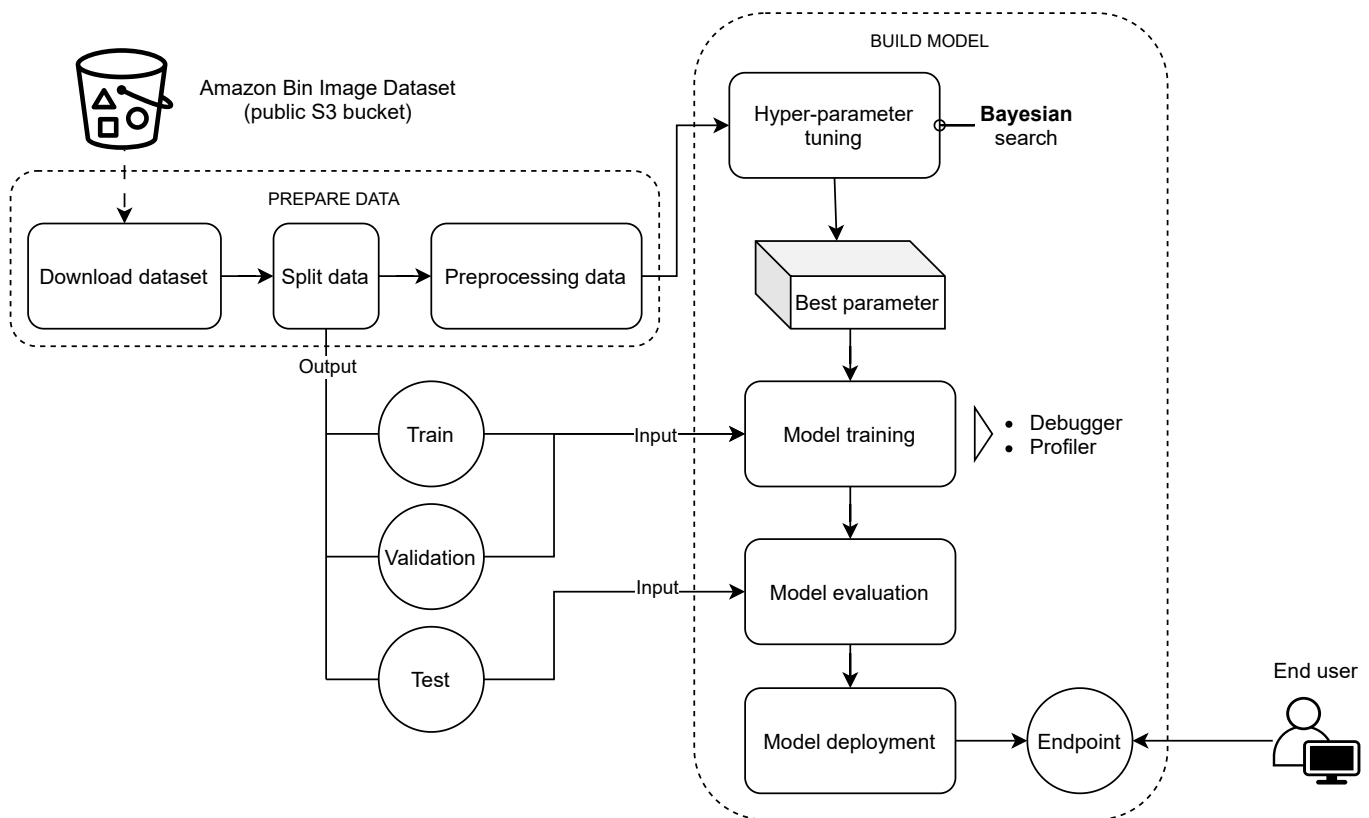 BUILD MODEL
Amazon Bin Image Dataset
(public S3 bucket)
Hyper-parameter
tuning
Bayesian
search
PREPARE DATA
Download dataset
Split data
Preprocessing data
Best parameter
Output
Train
Input
Model training
Debugger
Profiler
Validation
Input
Model evaluation
Test
End user
Model deployment
Endpoint